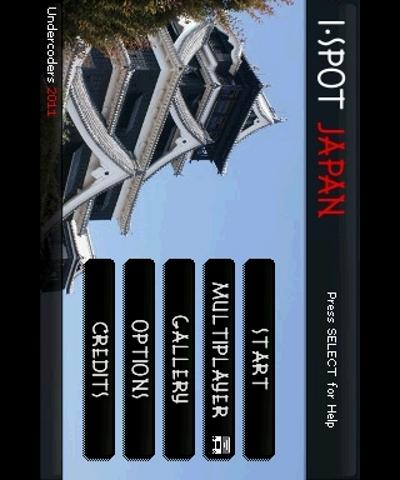 I·SPOT JAPAN
Press SELECT for Help
START
MULTIPLAYER
GALLERY
OPTIONS
CREDITS
Undercoders 2011